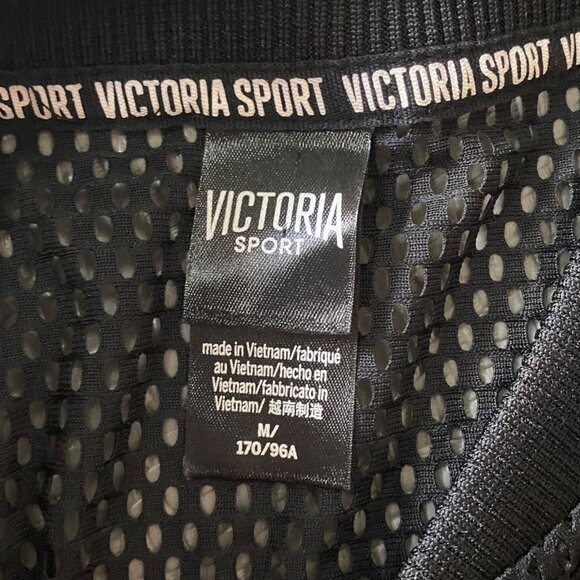 SPORT VICTORIA SPORT VICTORIA SPORT
VICTORIA
SPORT
made in Vietnam/fabriqué
au Vietnam/hecho en
Vietnam/fabbricato in
Vietnam/ 越南制造
M/
170/96A